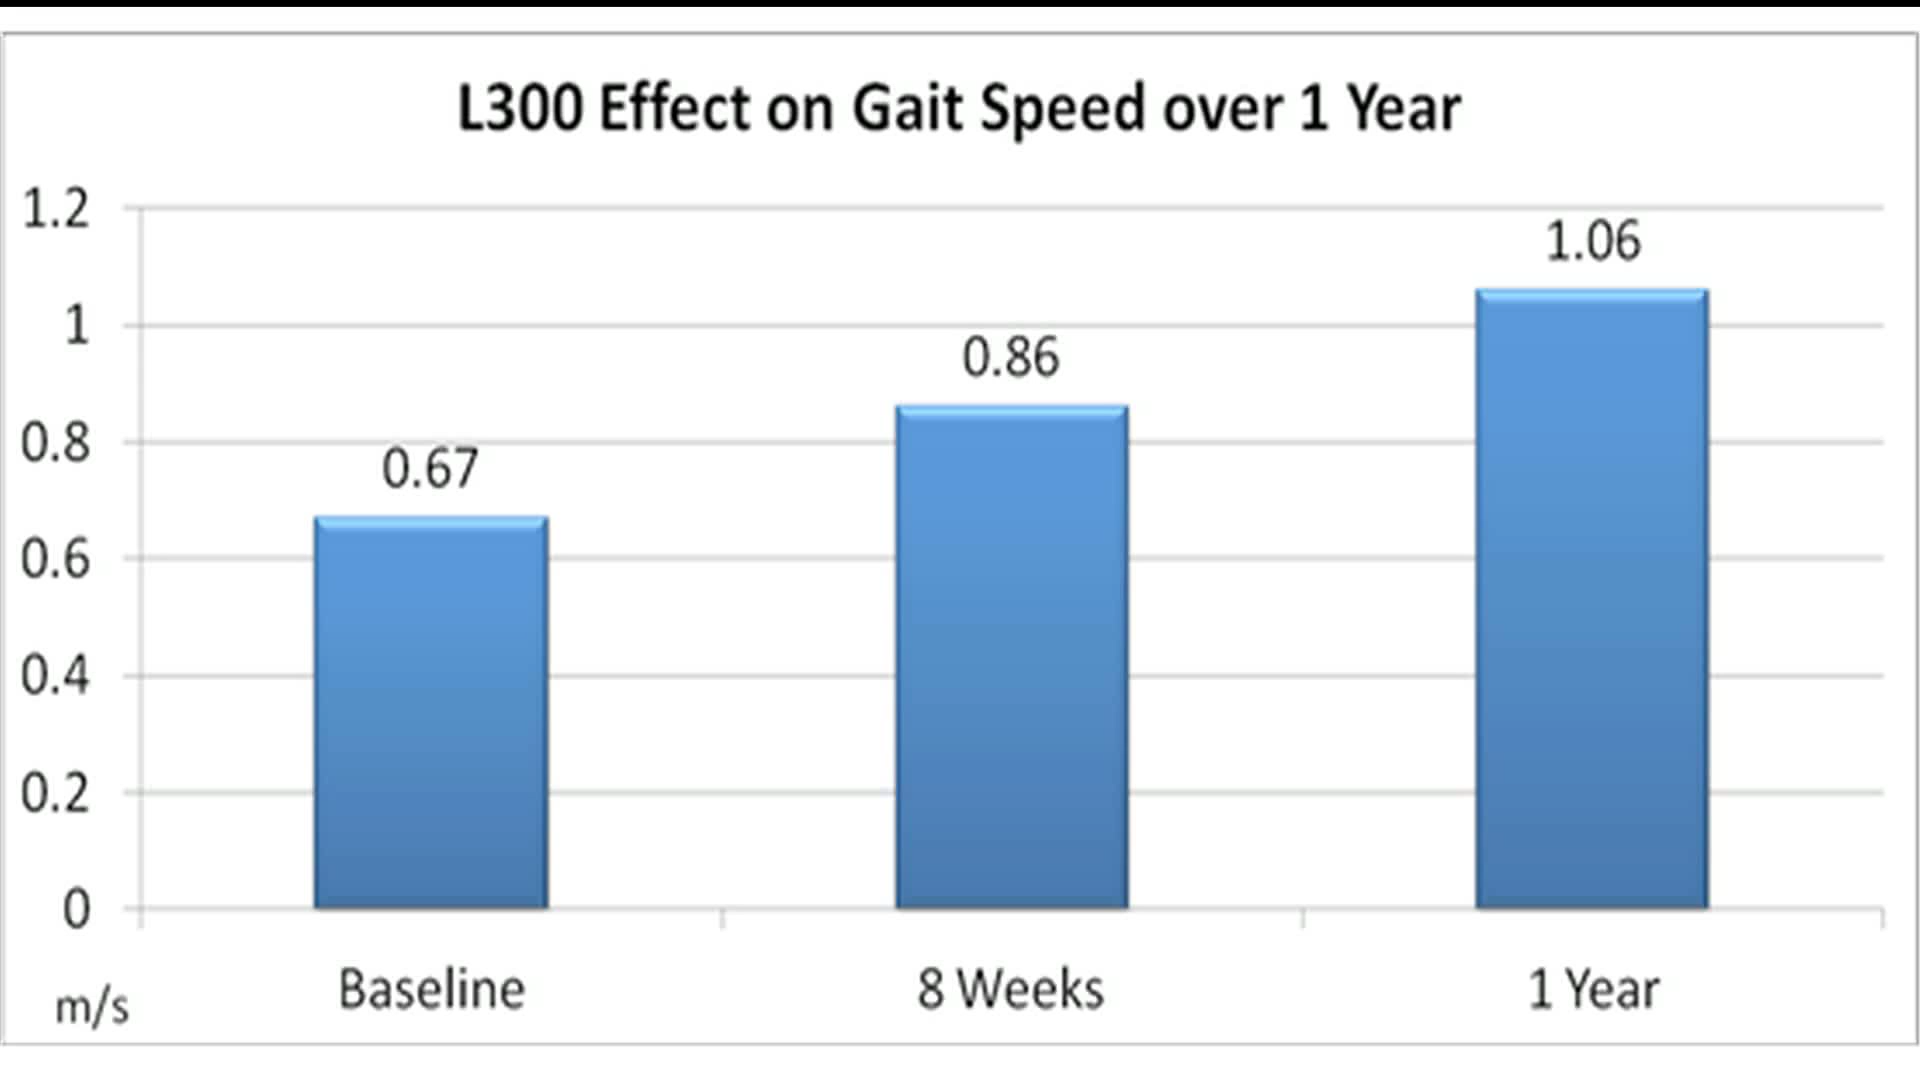 L300 Effect on Gait Speed over 1 Year
1.2
1
0.8
0.6
0.4
0.2
0
0.67
0.86
1.06
m/s
Baseline
8 Weeks
1 Year